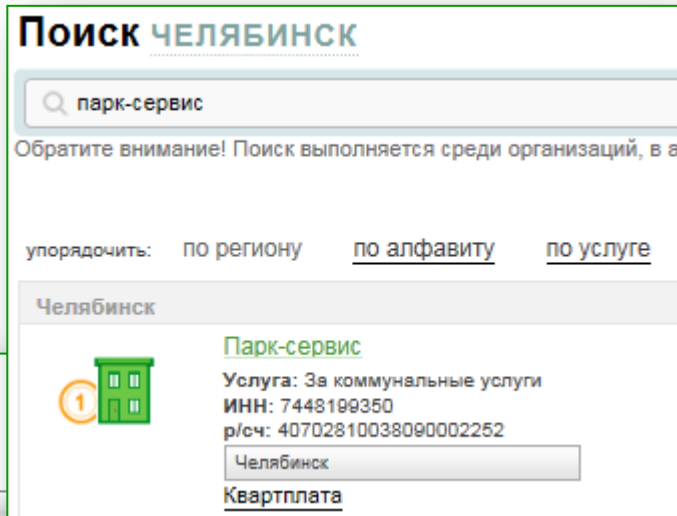 Поиск ЧЕЛЯБИНСК
парк-сервис
Обратите внимание! Поиск выполняется среди организаций, в а
упорядочить: по региону по алфавиту по услуге
Челябинск
Парк-сервис
1
Услуга: За коммунальные услуги
ИНН: 7448199350
р/сч: 40702810038090002252
Челябинск
Квартплата